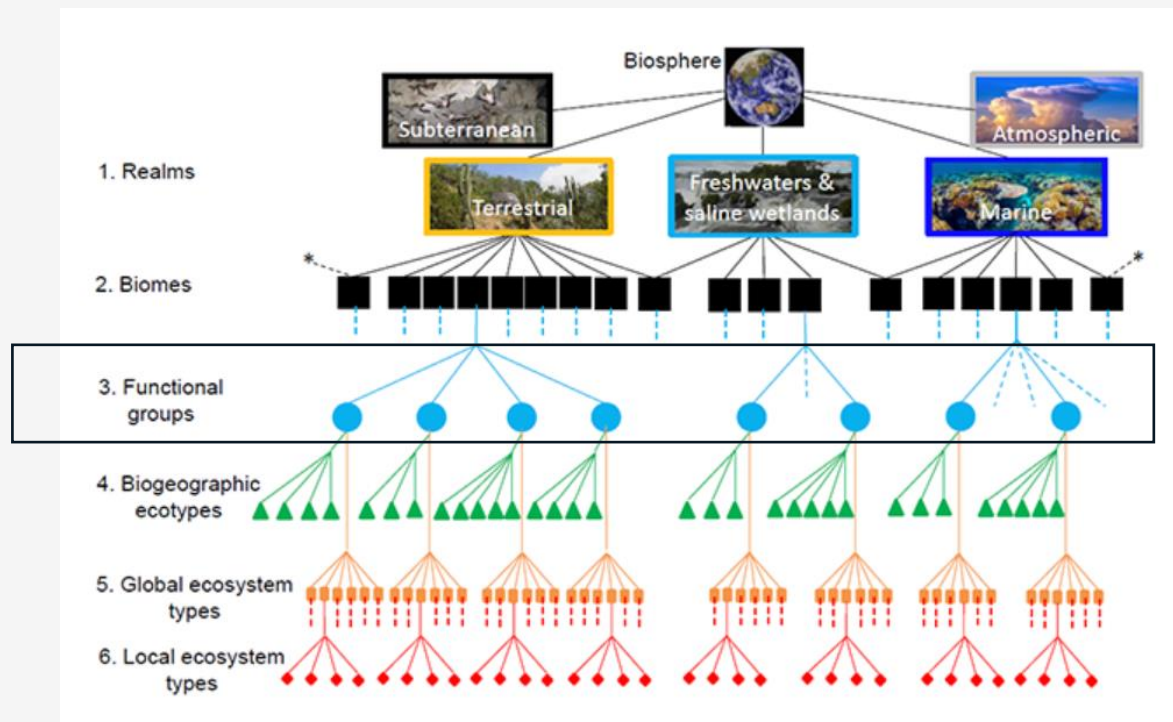 Biosphere
Subterranean
Atmospheric
1. Realms
Terrestrial
Freshwaters &
saline wetlands
Marine
*
*
2. Biomes
3. Functional
groups
4. Biogeographic
ecotypes
5. Global ecosystem
types
6. Local ecosystem
types